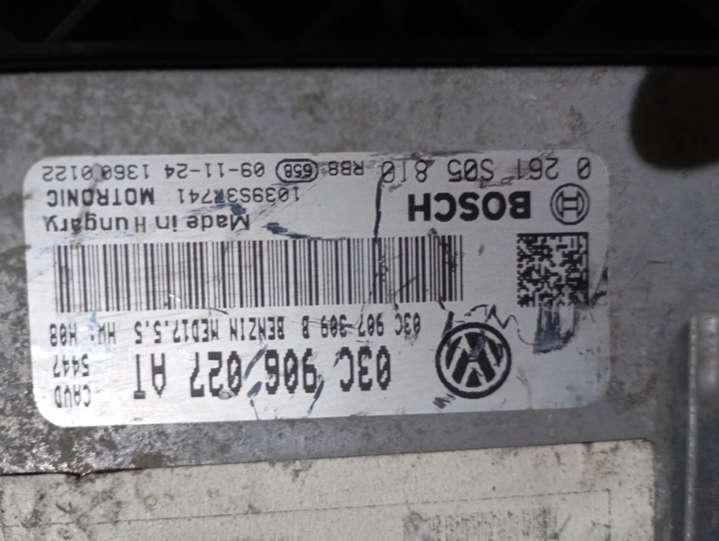 03C 906 027 AT CAVD
5447
03C 907 309 B BENZIN MED17.5.5 HW: H08
BOSCH Made in Hungary
1039S3K741 MOTRONIC
0 261 S05 810 RB8 658 09-11-24 1360 0122